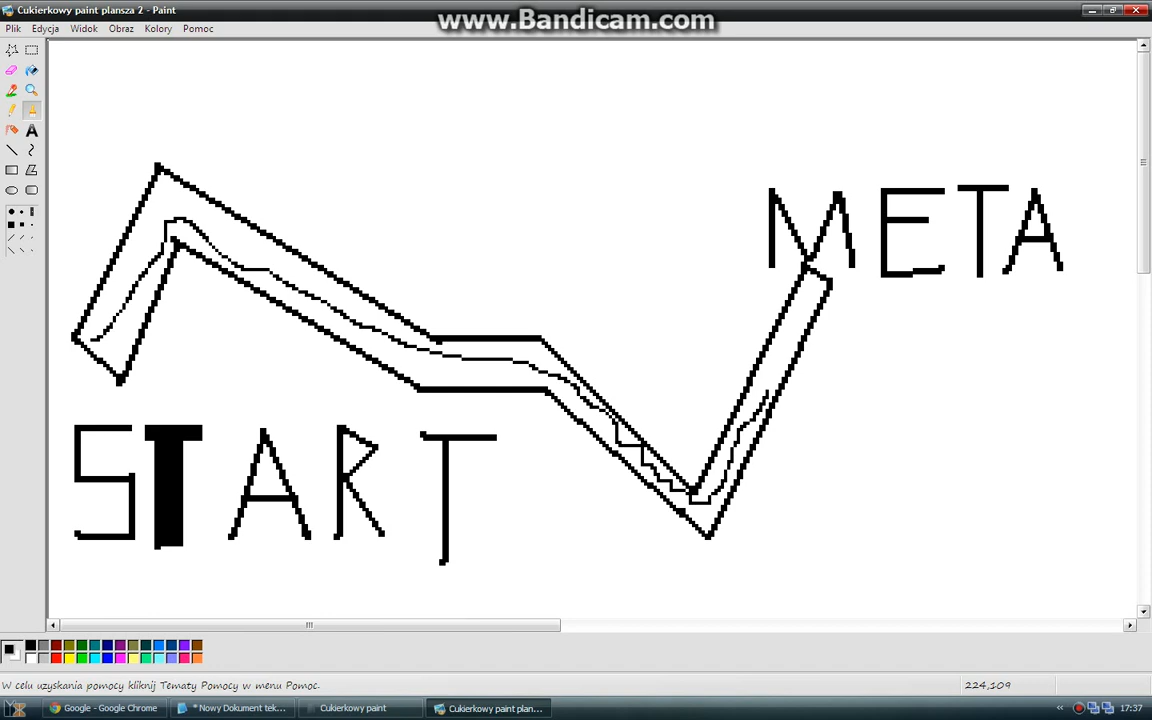 www.Bandicam.com
Cukierkowy paint plansza 2 - Paint
Plik Edycja Widok Obraz Kolory Pomoc
META
START
W celu uzyskania pomocy kliknij Tematy Pomocy w menu Pomoc.
224,109
Google - Google Chrome
* Nowy Dokument tek...
Cukierkowy paint
Cukierkowy paint plan...
17:37